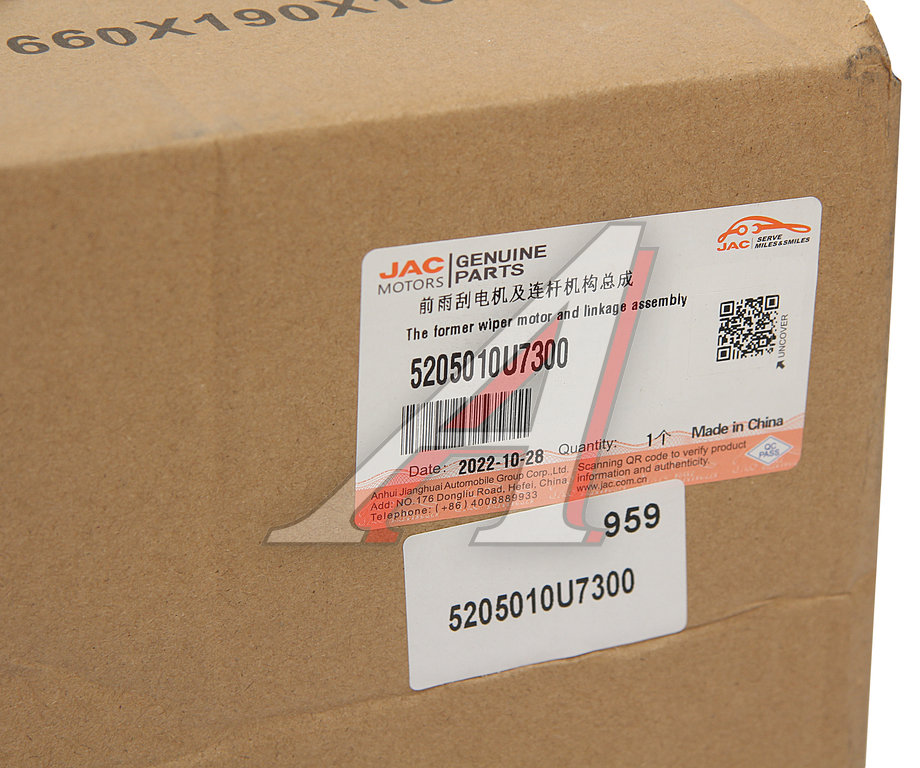 660X190X18
JAC MOTORS
GENUINE PARTS
JAC SERVE MILES&SMILES
前雨刮电机及连杆机构总成
The former wiper motor and linkage assembly
5205010U7300
UNCOVER
Date: 2022-10-28 Quantity: 1个 Made in China
Anhui Jianghuai Automobile Group Corp.,Ltd.
Add: NO.176 Dongliu Road, Hefei, China
Telephone: (+86) 4008889933
Scanning QR code to verify product
information and authenticity.
www.jac.com.cn
QC PASS
959
5205010U7300